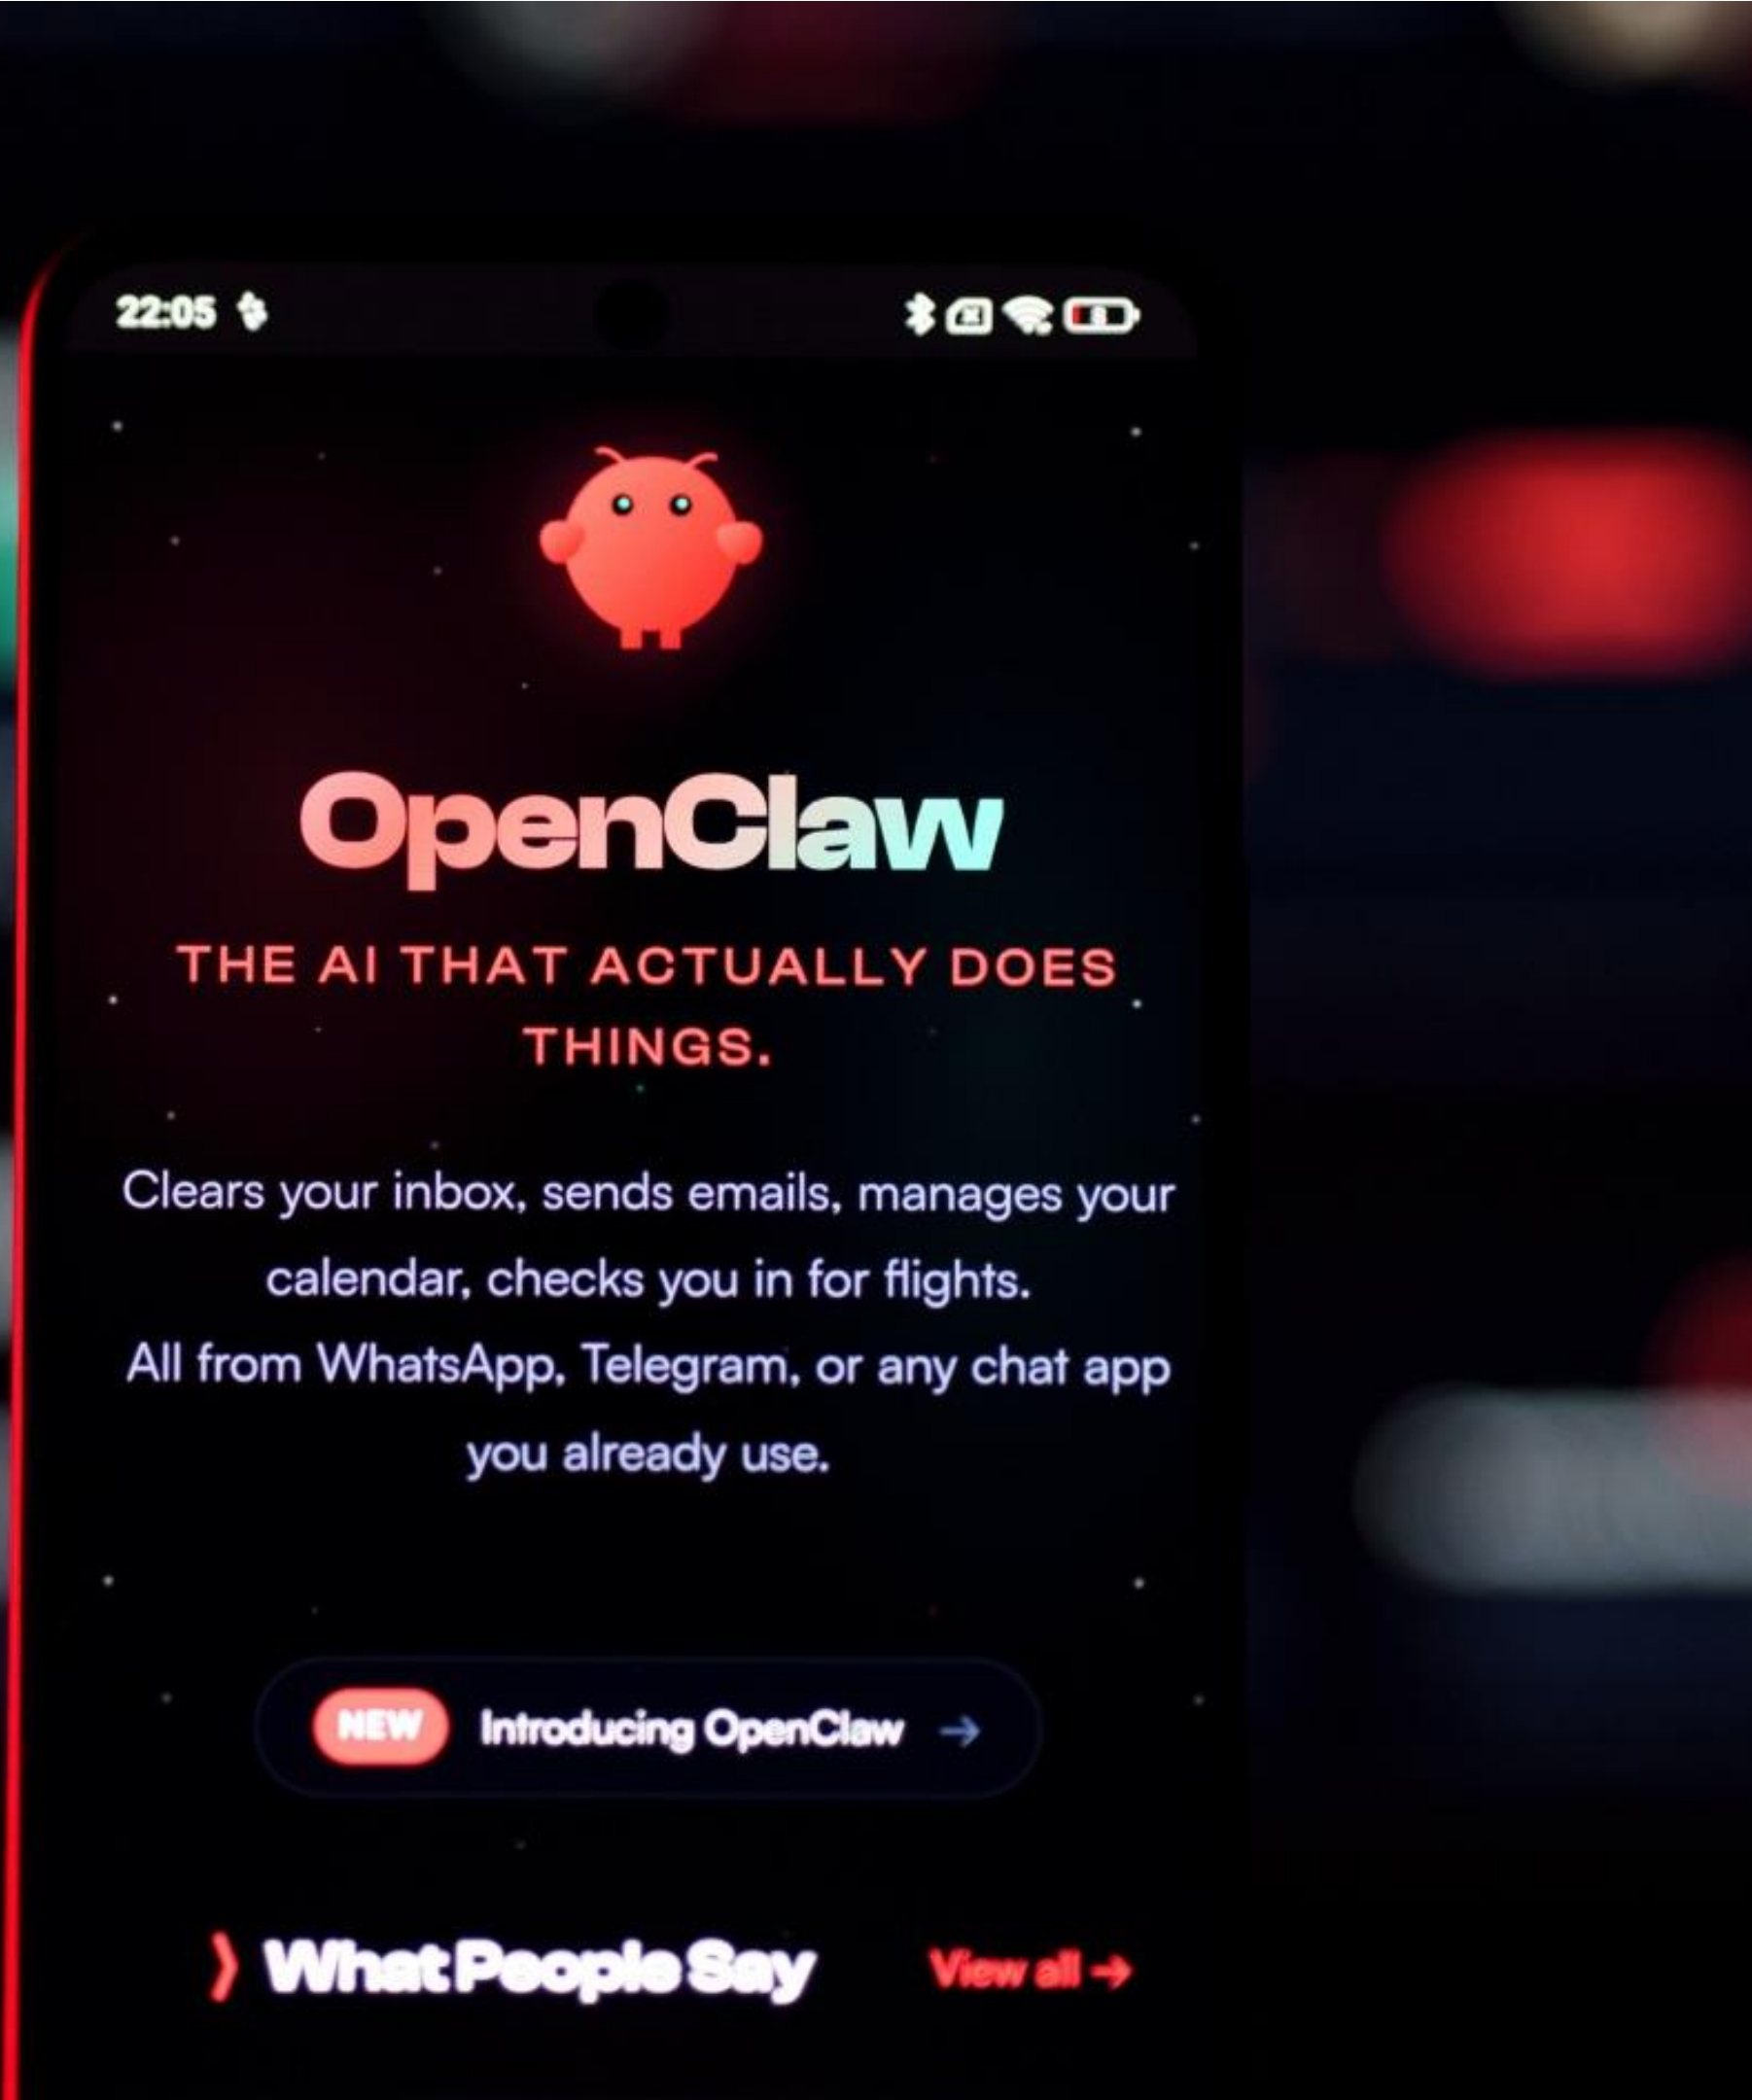 22:05
8
OpenClaw
THE AI THAT ACTUALLY DOES
THINGS.
Clears your inbox, sends emails, manages your
calendar, checks you in for flights.
All from WhatsApp, Telegram, or any chat app
you already use.
NEW Introducing OpenClaw →
⟩ What People Say View all →